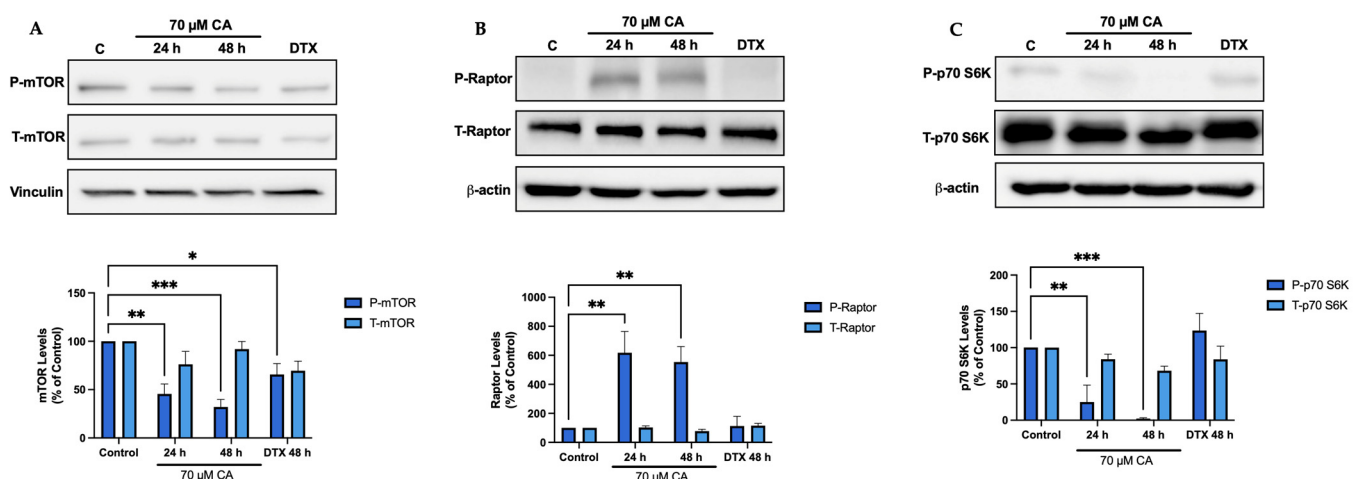 A
70 µM CA
C 24 h 48 h DTX
P-mTOR
T-mTOR
Vinculin
*
***
**
150
100
50
0
mTOR Levels
(% of Control)
P-mTOR
T-mTOR
Control 24 h 48 h DTX 48 h
70 µM CA
B
70 µM CA
C 24 h 48 h DTX
P-Raptor
T-Raptor
β-actin
**
**
1000
800
600
400
200
0
Raptor Levels
(% of Control)
P-Raptor
T-Raptor
Control 24 h 48 h DTX 48 h
70 µM CA
C
70 µM CA
C 24 h 48 h DTX
P-p70 S6K
T-p70 S6K
β-actin
***
**
200
150
100
50
0
p70 S6K Levels
(% of Control)
P-p70 S6K
T-p70 S6K
Control 24 h 48 h DTX 48 h
70 µM CA